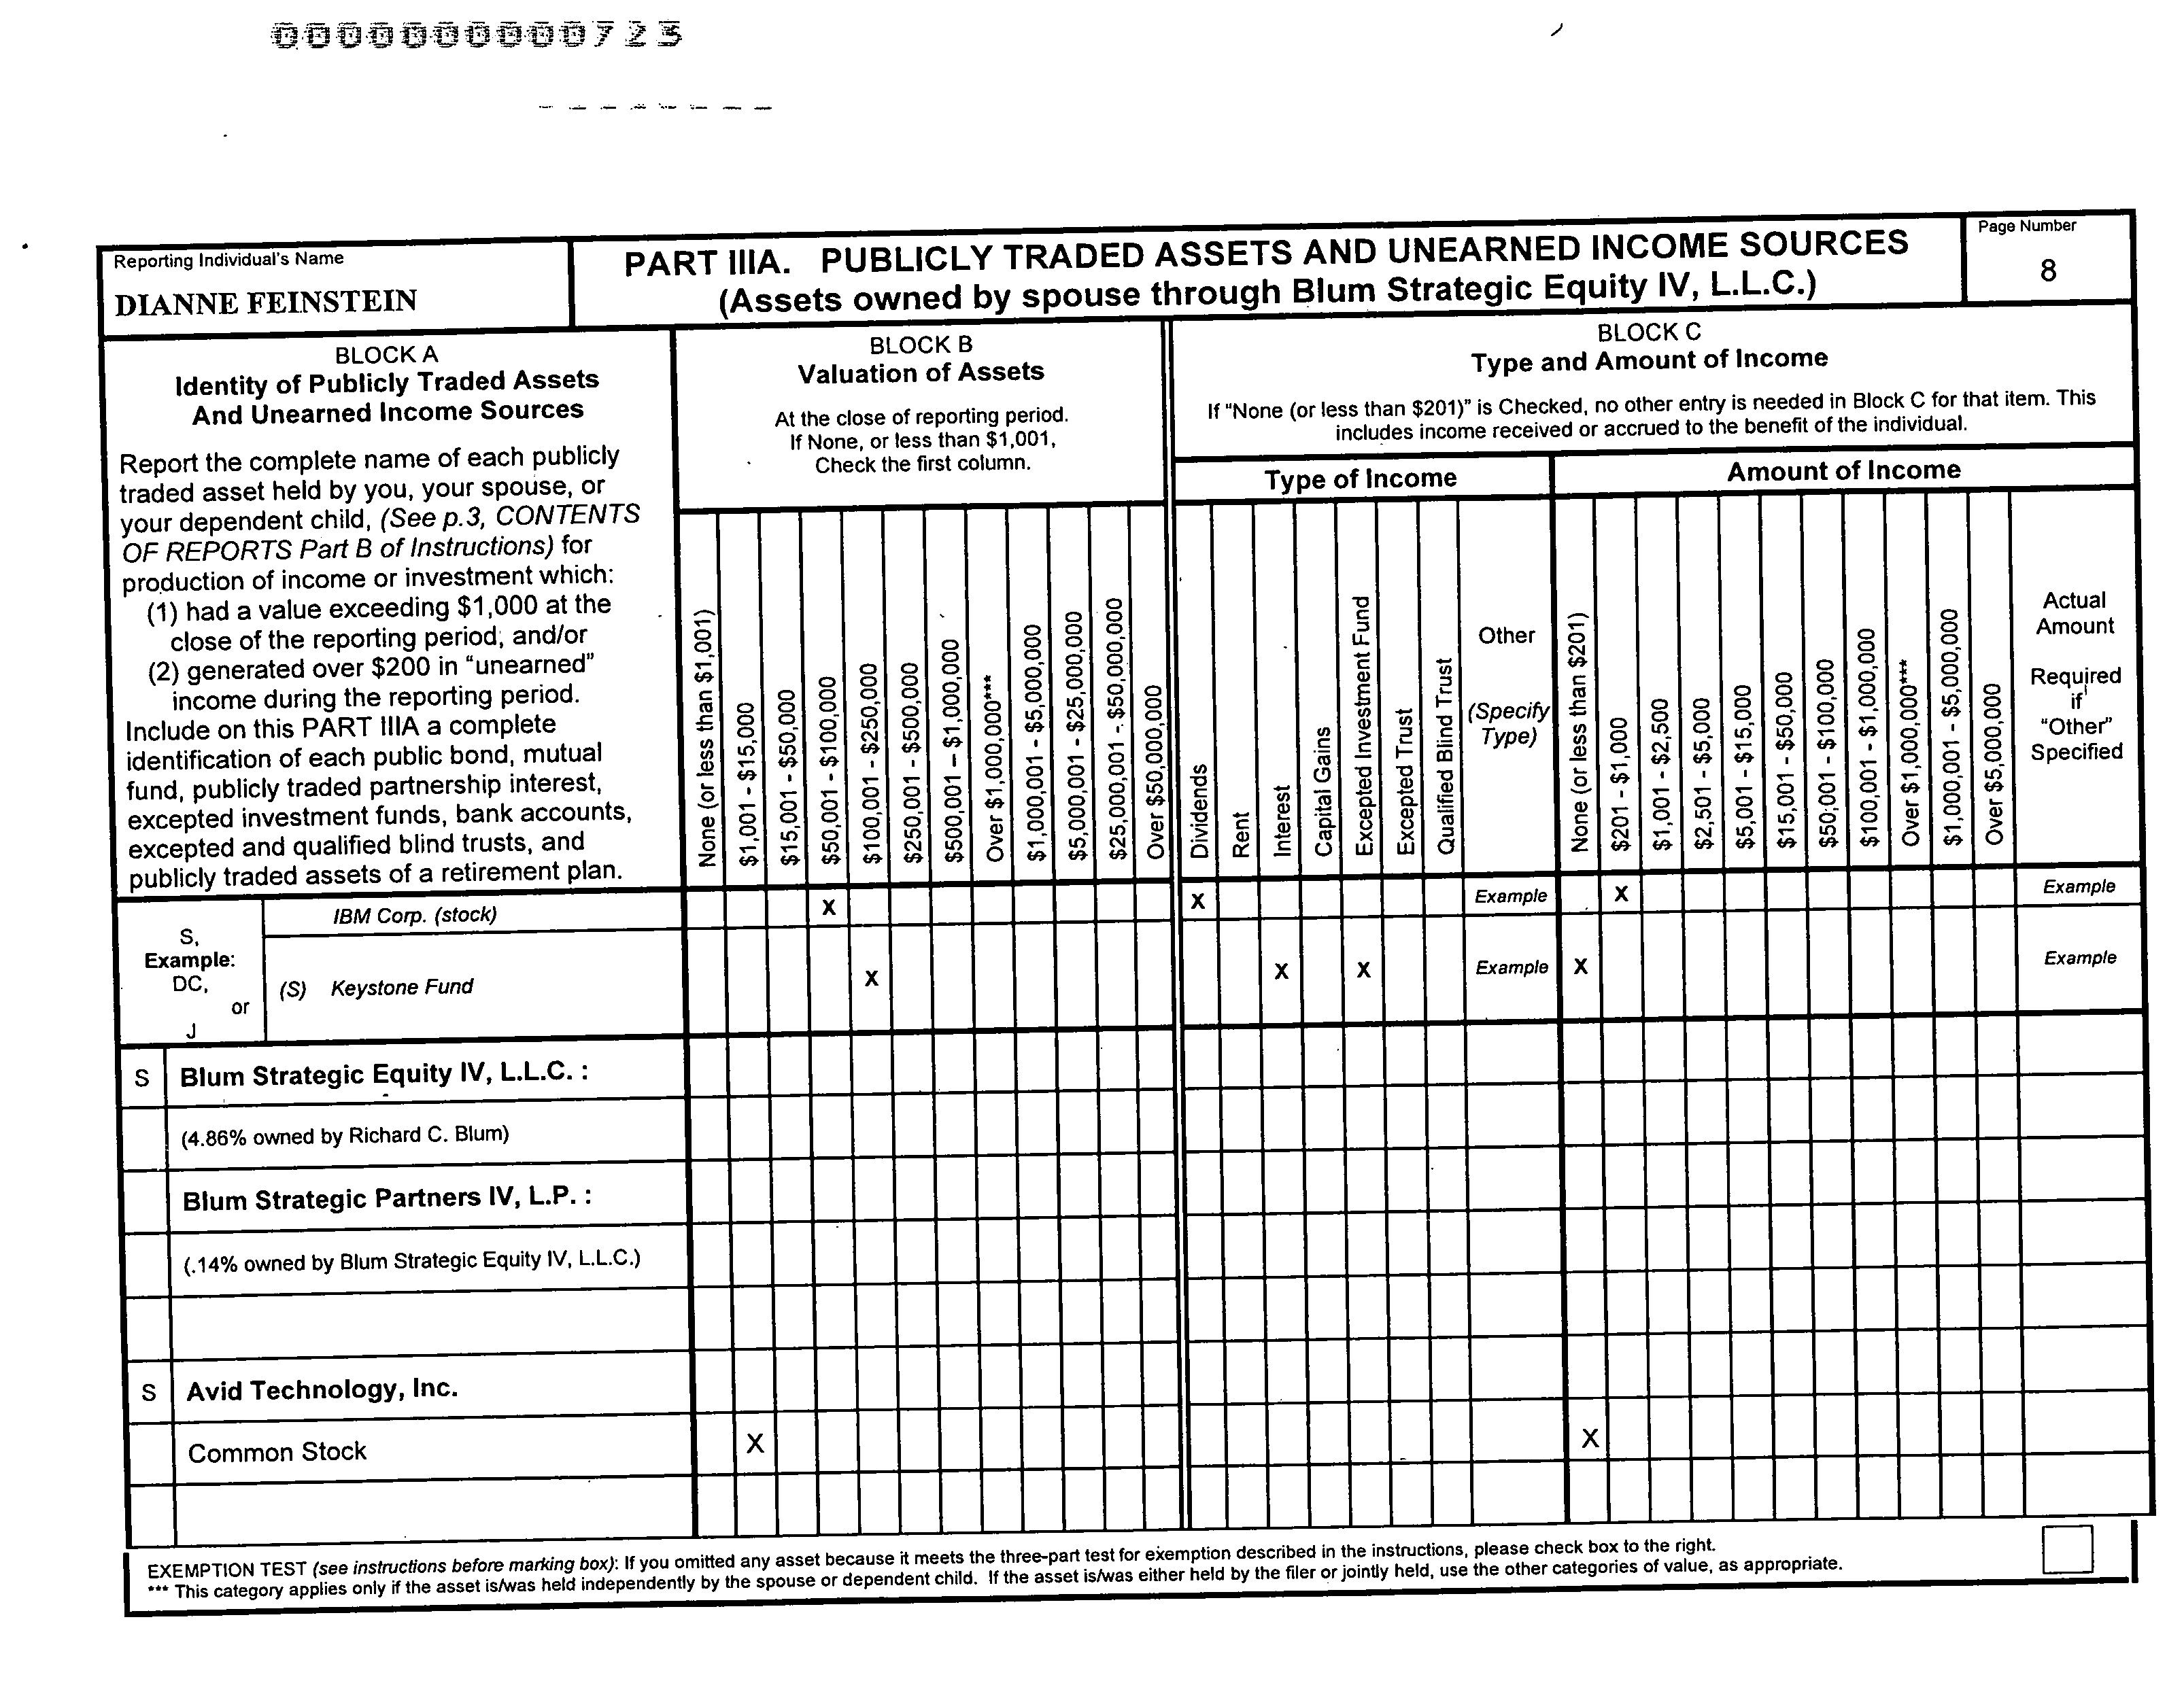 0000000000723
Reporting Individual's Name
DIANNE FEINSTEIN
PART IIIA. PUBLICLY TRADED ASSETS AND UNEARNED INCOME SOURCES
(Assets owned by spouse through Blum Strategic Equity IV, L.L.C.)
Page Number
8
BLOCK A
Identity of Publicly Traded Assets
And Unearned Income Sources
Report the complete name of each publicly
traded asset held by you, your spouse, or
your dependent child, (See p.3, CONTENTS
OF REPORTS Part B of Instructions) for
production of income or investment which:
(1) had a value exceeding $1,000 at the
close of the reporting period; and/or
(2) generated over $200 in "unearned"
income during the reporting period.
Include on this PART IIIA a complete
identification of each public bond, mutual
fund, publicly traded partnership interest,
excepted investment funds, bank accounts,
excepted and qualified blind trusts, and
publicly traded assets of a retirement plan.
BLOCK B
Valuation of Assets
At the close of reporting period.
If None, or less than $1,001,
Check the first column.
None (or less than $1,001)
$1,001 - $15,000
$15,001 - $50,000
$50,001 - $100,000
$100,001 - $250,000
$250,001 - $500,000
$500,001 – $1,000,000
Over $1,000,000***
$1,000,001 - $5,000,000
$5,000,001 - $25,000,000
$25,000,001 - $50,000,000
Over $50,000,000
BLOCK C
Type and Amount of Income
If "None (or less than $201)" is Checked, no other entry is needed in Block C for that item. This
includes income received or accrued to the benefit of the individual.
Type of Income
Dividends
Rent
Interest
Capital Gains
Excepted Investment Fund
Excepted Trust
Qualified Blind Trust
Other
(Specify
Type)
Amount of Income
None (or less than $201)
$201 - $1,000
$1,001 - $2,500
$2,501 - $5,000
$5,001 - $15,000
$15,001 - $50,000
$50,001 - $100,000
$100,001 - $1,000,000
Over $1,000,000***
$1,000,001 - $5,000,000
Over $5,000,000
Actual
Amount
Required
if
"Other"
Specified
S,
Example:
DC,
or
J
IBM Corp. (stock) X X Example X Example
(S) Keystone Fund X X X Example X Example
S Blum Strategic Equity IV, L.L.C. :
(4.86% owned by Richard C. Blum)
Blum Strategic Partners IV, L.P. :
(.14% owned by Blum Strategic Equity IV, L.L.C.)
S Avid Technology, Inc.
Common Stock X X
EXEMPTION TEST (see instructions before marking box): If you omitted any asset because it meets the three-part test for exemption described in the instructions, please check box to the right.
*** This category applies only if the asset is/was held independently by the spouse or dependent child. If the asset is/was either held by the filer or jointly held, use the other categories of value, as appropriate.